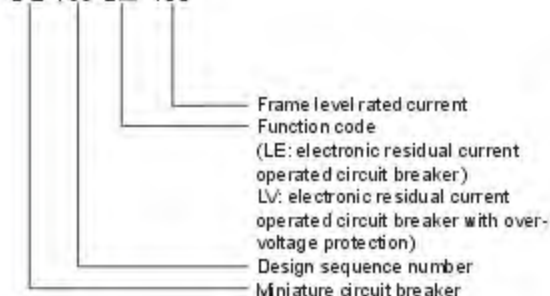 Frame level rated current
Function code
(LE: electronic residual current
operated circuit breaker)
LV: electronic residual current
operated circuit breaker with over-
voltage protection)
Design sequence number
Miniature circuit breaker